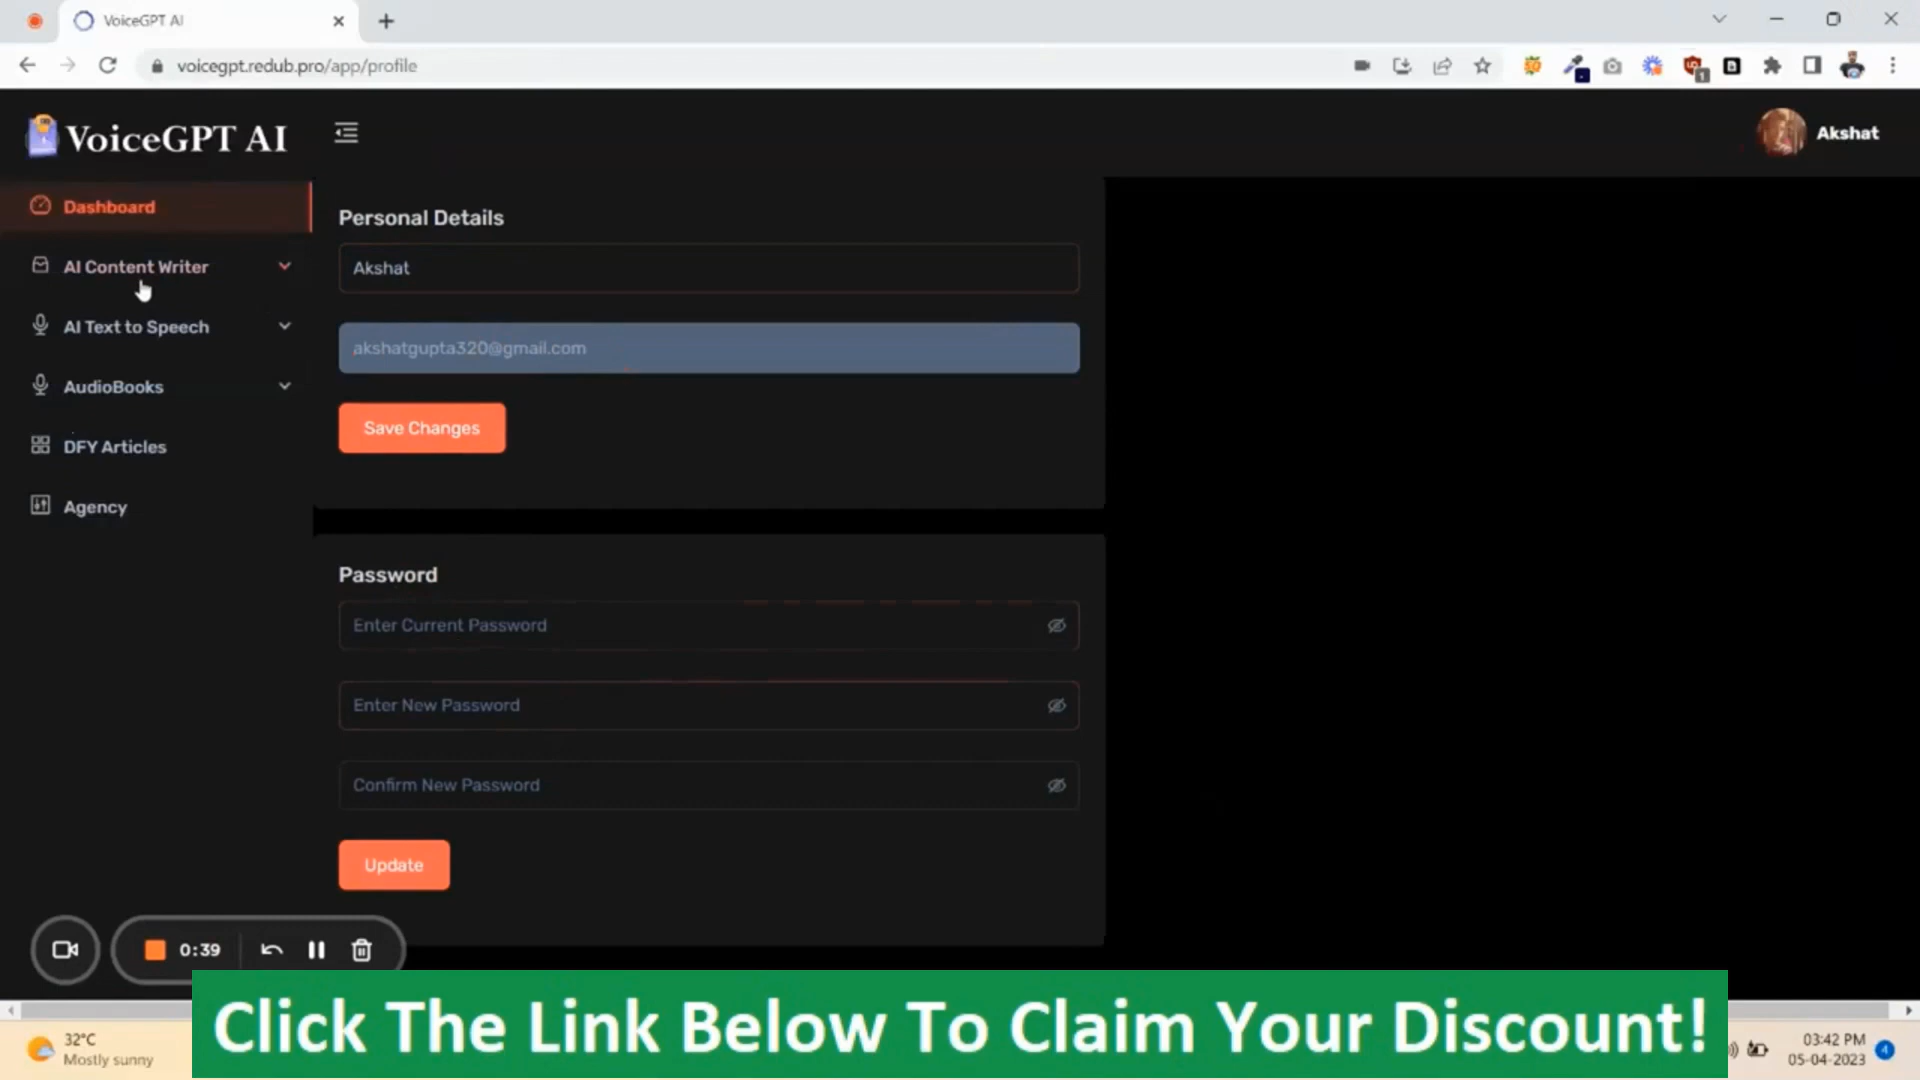 VoiceGPT AI
voicegpt.redub.pro/app/profile
VoiceGPT AI
Akshat
Dashboard
AI Content Writer
AI Text to Speech
AudioBooks
DFY Articles
Agency
Personal Details
Akshat
akshatgupta320@gmail.com
Save Changes
Password
Enter Current Password
Enter New Password
Confirm New Password
Update
0:39
Click The Link Below To Claim Your Discount!
32°C
Mostly sunny
03:42 PM
05-04-2023
4